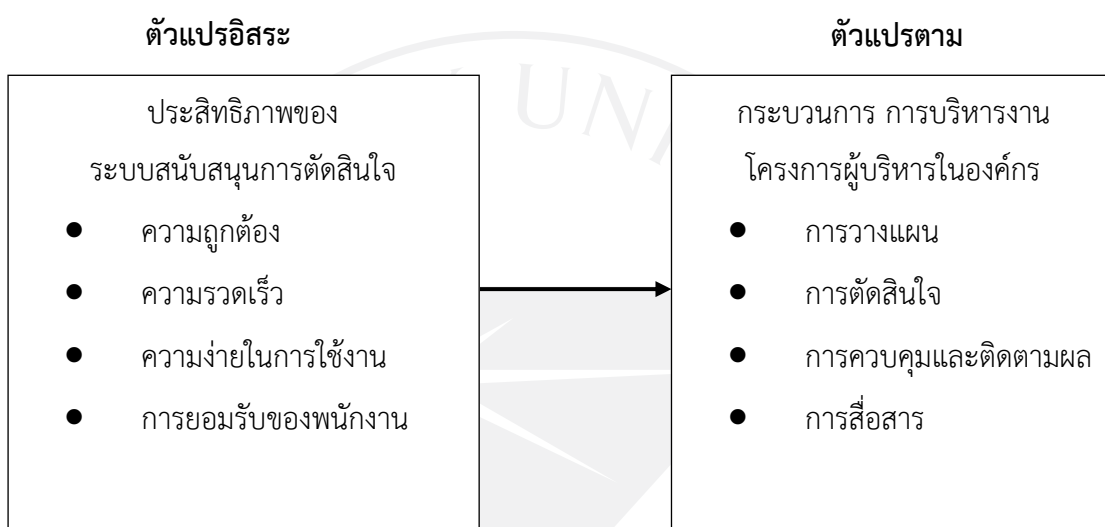 ตัวแปรอิสระ
ประสิทธิภาพของ
ระบบสนับสนุนการตัดสินใจ
● ความถูกต้อง
● ความรวดเร็ว
● ความง่ายในการใช้งาน
● การยอมรับของพนักงาน
ตัวแปรตาม
กระบวนการ การบริหารงาน
โครงการผู้บริหารในองค์กร
● การวางแผน
● การตัดสินใจ
● การควบคุมและติดตามผล
● การสื่อสาร
UNI